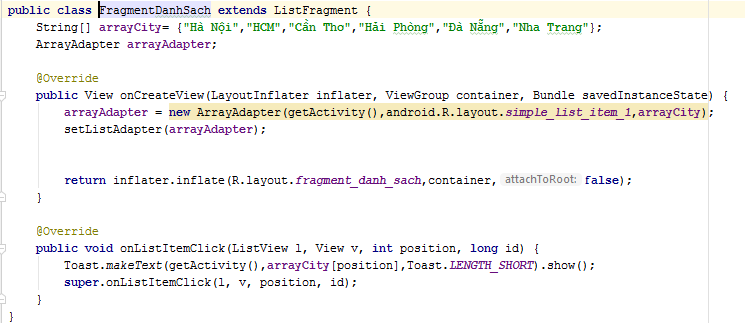 public class FragmentDanhSach extends ListFragment {
String[] arrayCity= {"Hà Nội","HCM","Cần Tho","Hải Phòng","Đà Nẵng","Nha Trang"};
ArrayAdapter arrayAdapter;
@Override
public View onCreateView(LayoutInflater inflater, ViewGroup container, Bundle savedInstanceState) {
arrayAdapter = new ArrayAdapter(getActivity(),android.R.layout.simple_list_item_1,arrayCity);
setListAdapter(arrayAdapter);
return inflater.inflate(R.layout.fragment_danh_sach,container, attachToRoot: false);
}
@Override
public void onListItemClick(ListView l, View v, int position, long id) {
Toast.makeText(getActivity(),arrayCity[position],Toast.LENGTH_SHORT).show();
super.onListItemClick(l, v, position, id);
}
}